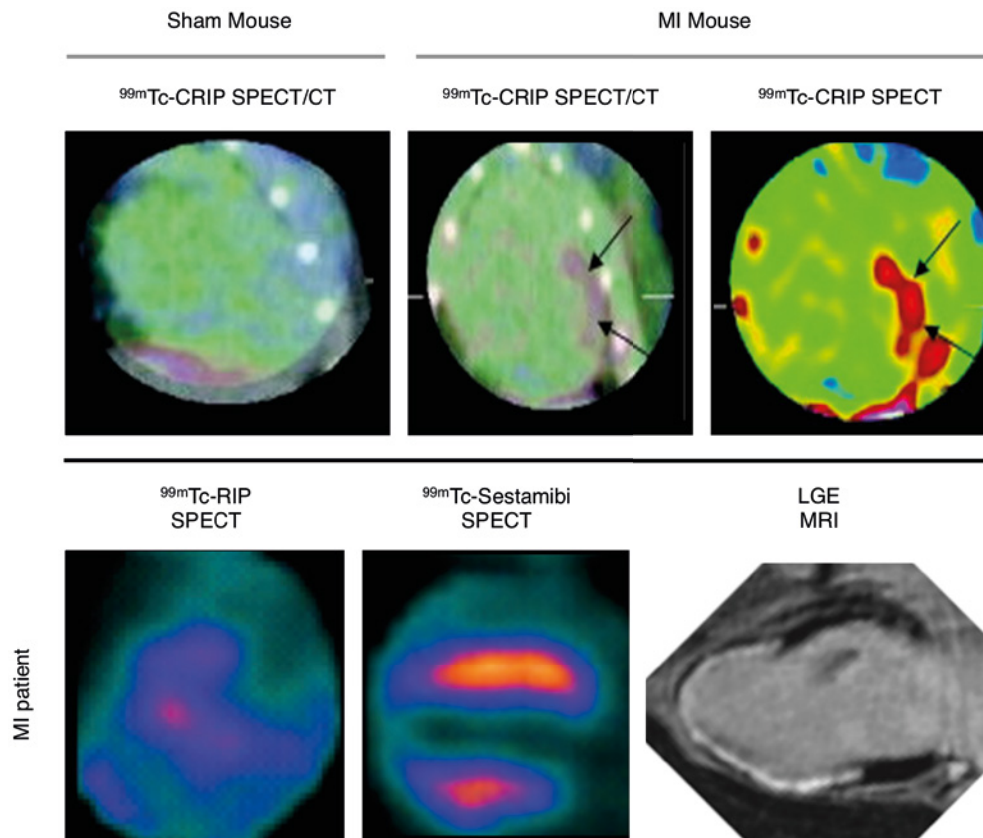 Sham Mouse
MI Mouse
⁹⁹ᵐTc-CRIP SPECT/CT
⁹⁹ᵐTc-CRIP SPECT/CT
⁹⁹ᵐTc-CRIP SPECT
⁹⁹ᵐTc-RIP
SPECT
⁹⁹ᵐTc-Sestamibi
SPECT
LGE
MRI
MI patient